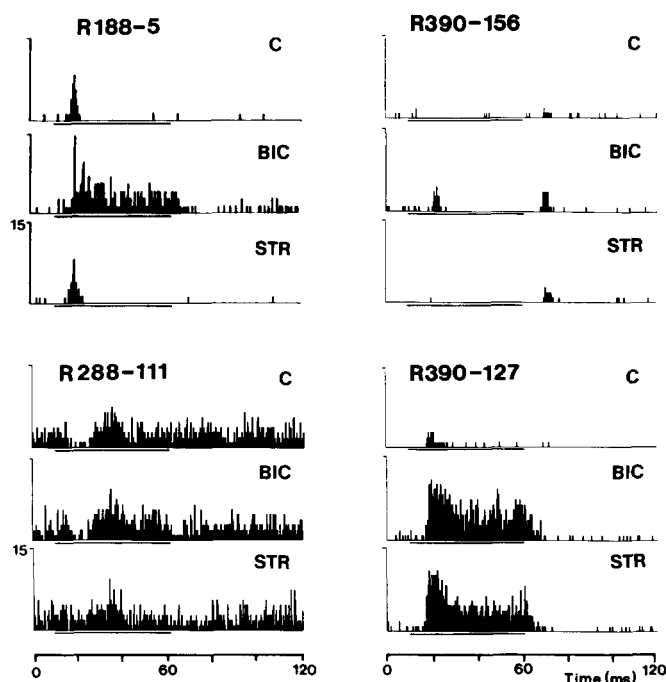 R188-5
C
BIC
15
STR
R390-156
C
BIC
STR
R288-111
C
BIC
15
STR
R390-127
C
BIC
STR
0 60 120
0 60 120
Time (ms)